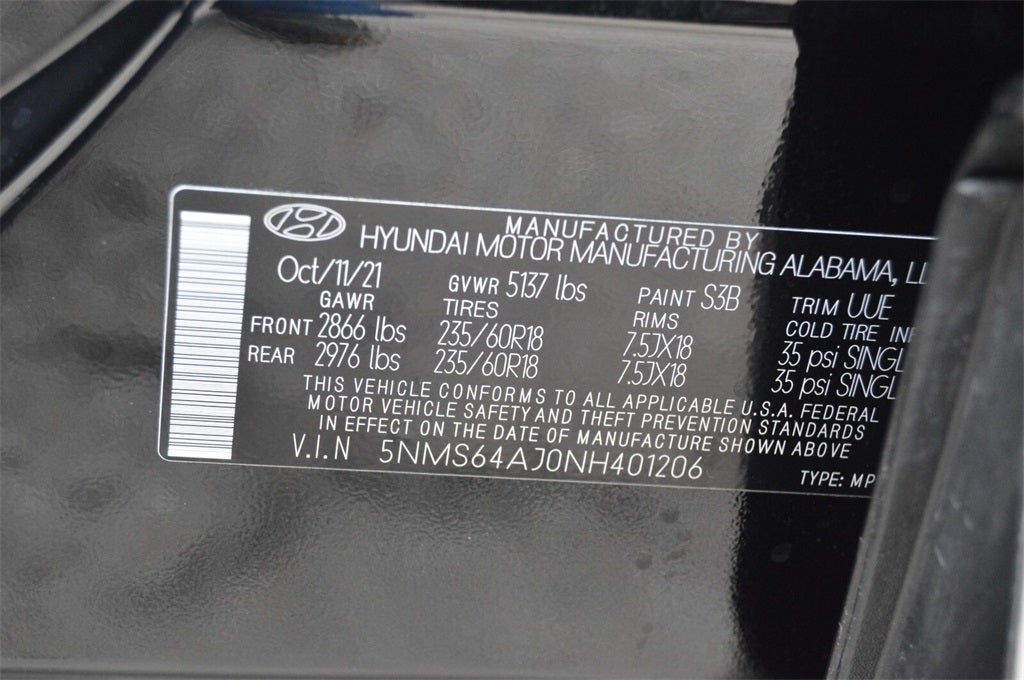 MANUFACTURED BY
HYUNDAI MOTOR MANUFACTURING ALABAMA,
Oct/11/21 GVWR 5137 lbs PAINT S3B TRIM UUE
GAWR TIRES RIMS COLD TIRE
FRONT 2866 lbs 235/60R18 7.5JX18 35 psi SINGL
REAR 2976 lbs 235/60R18 7.5JX18 35 psi SINGL
THIS VEHICLE CONFORMS TO ALL APPLICABLE U.S.A. FEDERAL
MOTOR VEHICLE SAFETY AND THEFT PREVENTION STANDARDS
IN EFFECT ON THE DATE OF MANUFACTURE SHOWN ABOVE
V.I.N 5NMS64AJ0NH401206 TYPE: MP